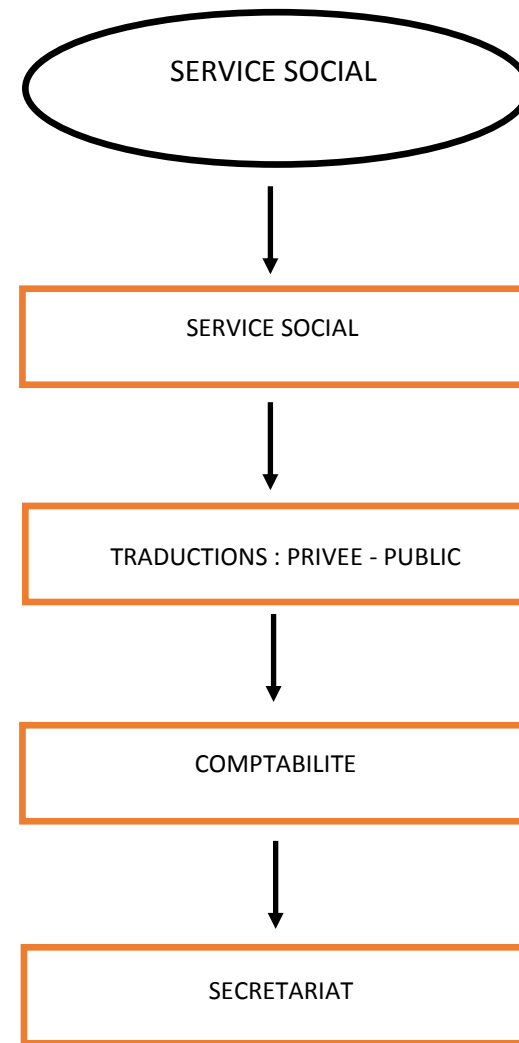 SERVICE SOCIAL
SERVICE SOCIAL
TRADUCTIONS : PRIVEE - PUBLIC
COMPTABILITE
SECRETARIAT